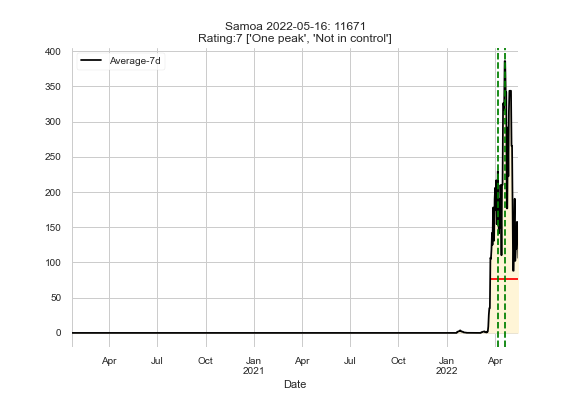 Samoa 2022-05-16: 11671
Rating:7 ['One peak', 'Not in control']
Average-7d
400
350
300
250
200
150
100
50
0
Apr Jul Oct Jan Apr Jul Oct Jan Apr
2021 2022
Date